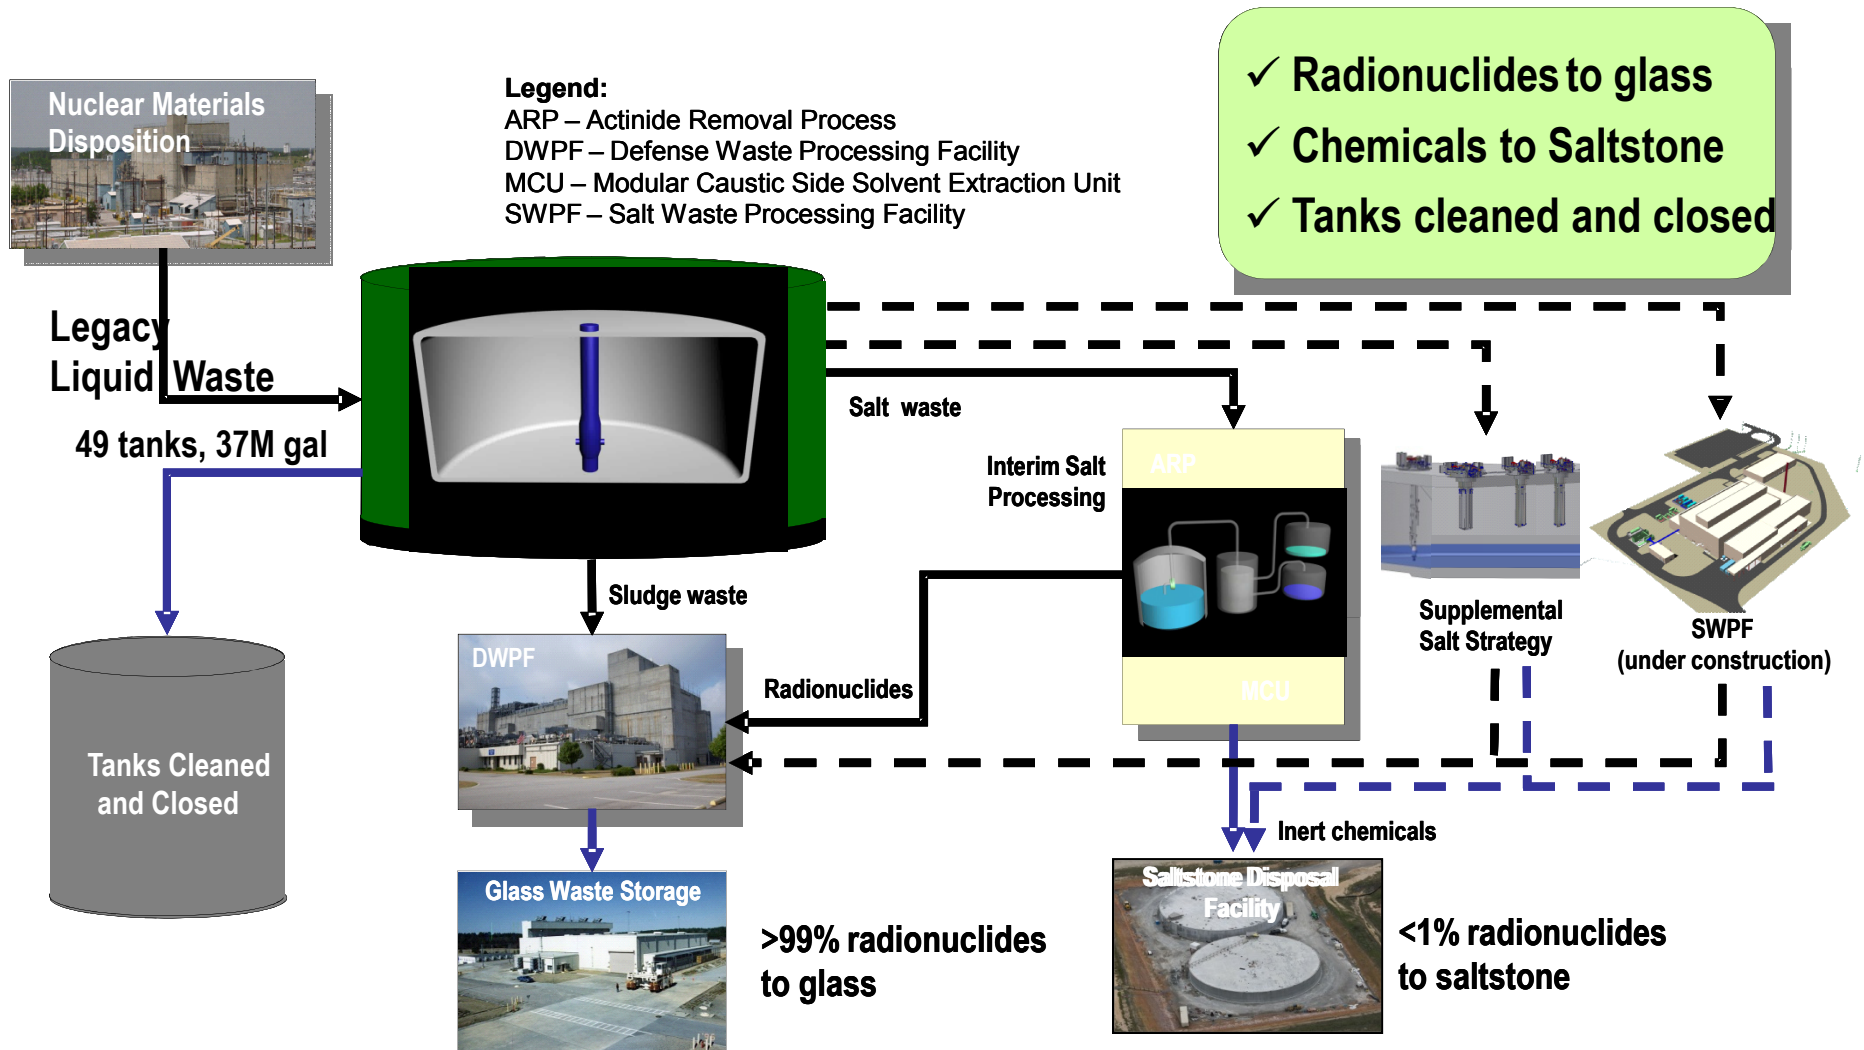 Nuclear Materials
Disposition
Legend:
ARP – Actinide Removal Process
DWPF – Defense Waste Processing Facility
MCU – Modular Caustic Side Solvent Extraction Unit
SWPF – Salt Waste Processing Facility
✓ Radionuclides to glass
✓ Chemicals to Saltstone
✓ Tanks cleaned and closed
Legacy
Liquid Waste
49 tanks, 37M gal
Salt waste
Interim Salt
Processing
ARP
MCU
Sludge waste
Supplemental
Salt Strategy
SWPF
(under construction)
DWPF
Radionuclides
Tanks Cleaned
and Closed
Inert chemicals
Glass Waste Storage
>99% radionuclides
to glass
Saltstone Disposal
Facility
<1% radionuclides
to saltstone